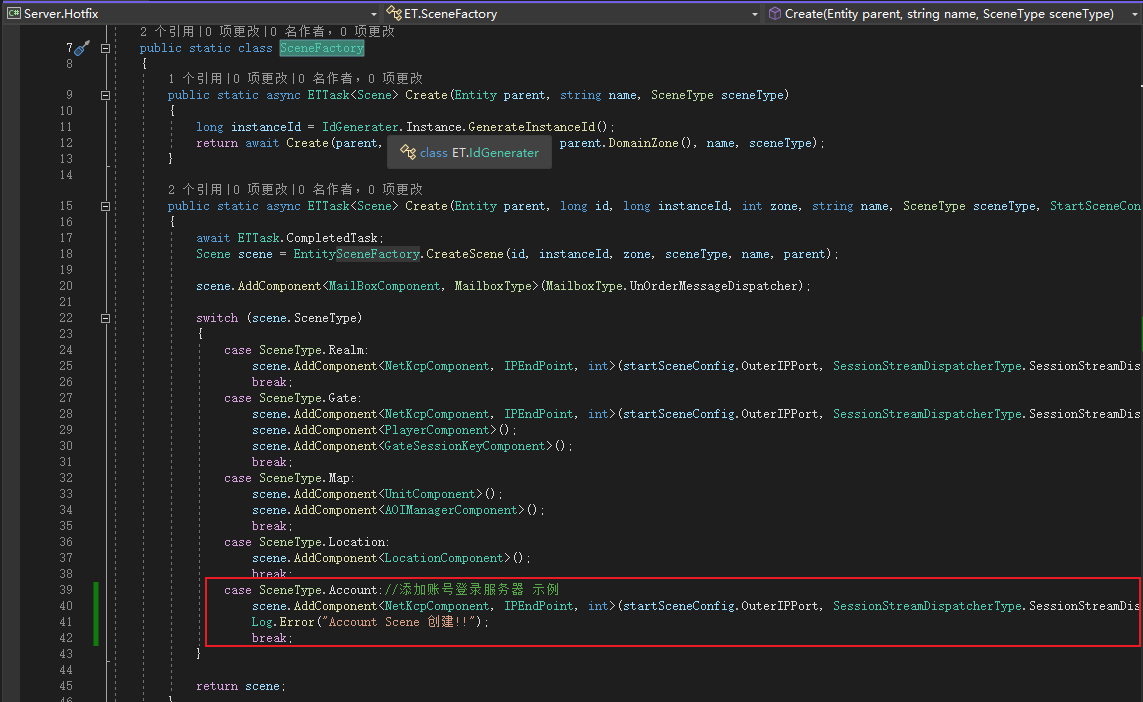 Server.Hotfix ET.SceneFactory Create(Entity parent, string name, SceneType sceneType)
2 个引用|0 项更改|0 名作者, 0 项更改
7 public static class SceneFactory
8 {
1 个引用|0 项更改|0 名作者, 0 项更改
9 public static async ETTask<Scene> Create(Entity parent, string name, SceneType sceneType)
10 {
11 long instanceId = IdGenerater.Instance.GenerateInstanceId();
12 return await Create(parent, parent.DomainZone(), name, sceneType);
class ET.IdGenerater
13 }
14
2 个引用|0 项更改|0 名作者, 0 项更改
15 public static async ETTask<Scene> Create(Entity parent, long id, long instanceId, int zone, string name, SceneType sceneType, StartSceneCon
16 {
17 await ETTask.CompletedTask;
18 Scene scene = EntitySceneFactory.CreateScene(id, instanceId, zone, sceneType, name, parent);
19
20 scene.AddComponent<MailBoxComponent, MailboxType>(MailboxType.UnOrderMessageDispatcher);
21
22 switch (scene.SceneType)
23 {
24 case SceneType.Realm:
25 scene.AddComponent<NetKcpComponent, IPEndPoint, int>(startSceneConfig.OuterIPPort, SessionStreamDispatcherType.SessionStreamDis
26 break;
27 case SceneType.Gate:
28 scene.AddComponent<NetKcpComponent, IPEndPoint, int>(startSceneConfig.OuterIPPort, SessionStreamDispatcherType.SessionStreamDis
29 scene.AddComponent<PlayerComponent>();
30 scene.AddComponent<GateSessionKeyComponent>();
31 break;
32 case SceneType.Map:
33 scene.AddComponent<UnitComponent>();
34 scene.AddComponent<AOIManagerComponent>();
35 break;
36 case SceneType.Location:
37 scene.AddComponent<LocationComponent>();
38 break;
39 case SceneType.Account://添加账号登录服务器 示例
40 scene.AddComponent<NetKcpComponent, IPEndPoint, int>(startSceneConfig.OuterIPPort, SessionStreamDispatcherType.SessionStreamDis
41 Log.Error("Account Scene 创建!!");
42 break;
43 }
44
45 return scene;
46 }